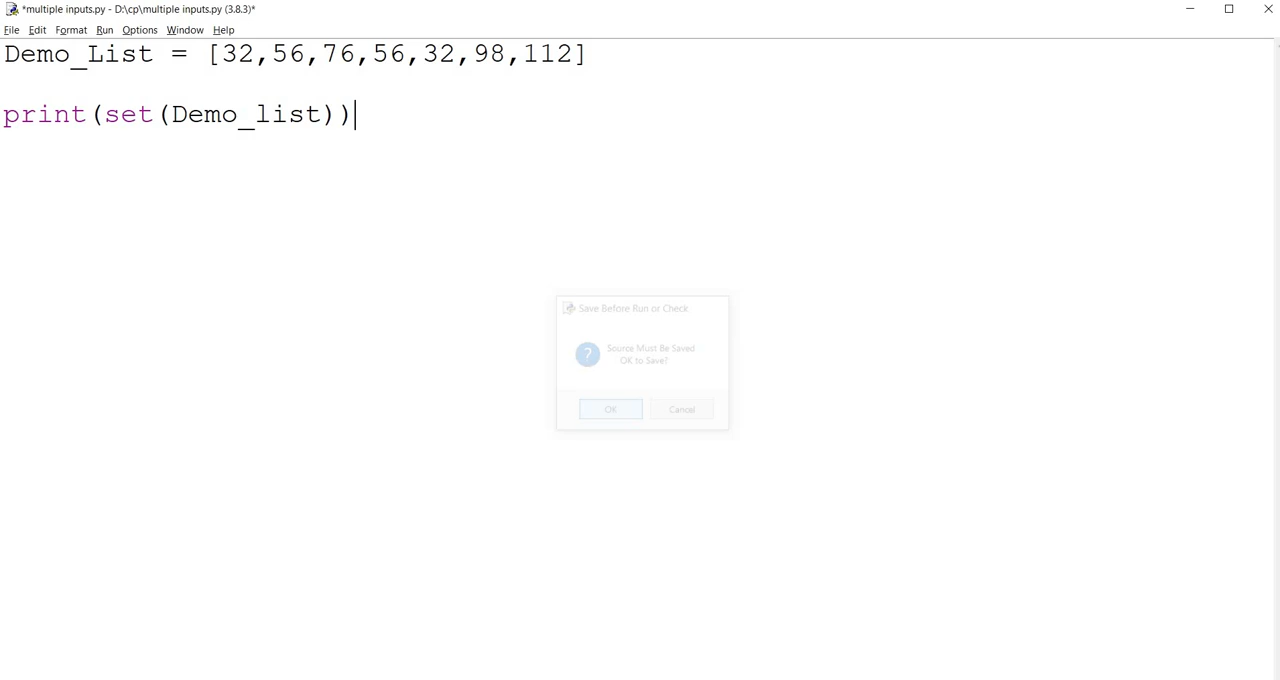 *multiple inputs.py - D:\cp\multiple inputs.py (3.8.3)*
File Edit Format Run Options Window Help
Demo_List = [32,56,76,56,32,98,112]
print(set(Demo_list))
Save Before Run or Check
Source Must Be Saved
OK to Save?
OK Cancel